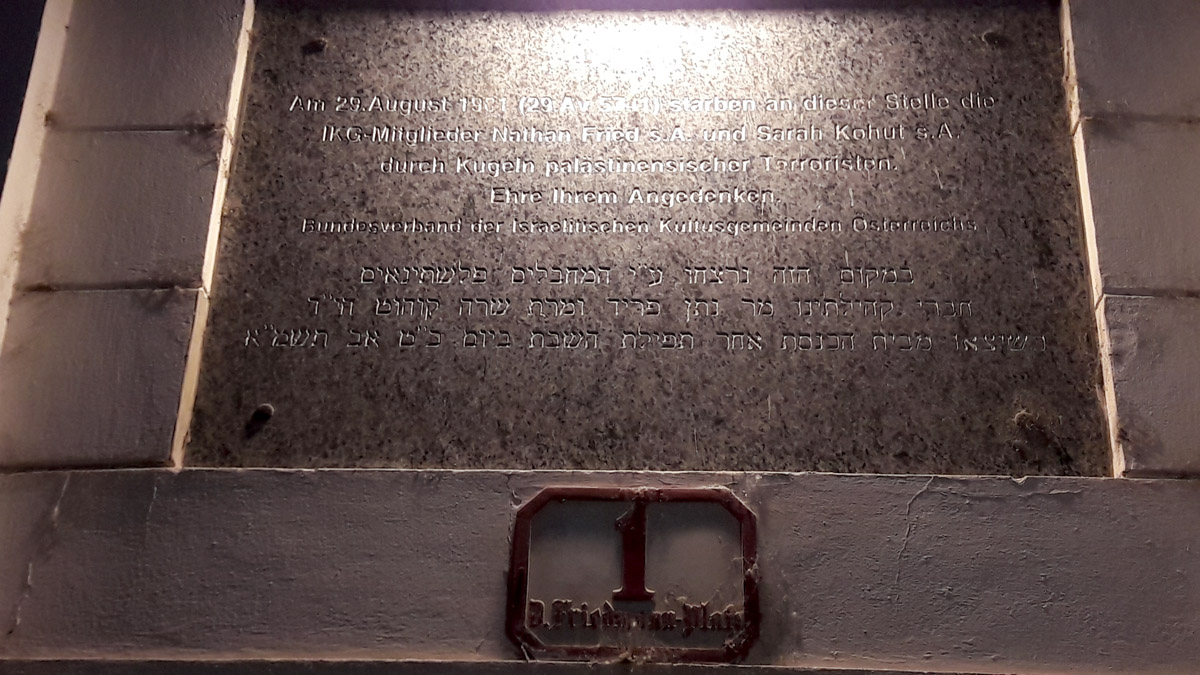 Am 29.August 1981 (29.Av 5741) starben an dieser Stelle die
IKG-Mitglieder Nathan Fried s.A. und Sarah Kohut s.A.
durch Kugeln palästinensischer Terroristen.
Ehre Ihrem Angedenken.
Bundesverband der Israelitischen Kultusgemeinden Österreichs
במקום הזה נרצחו ע״י המחבלים פלשתינאים
חברי קהילתינו מר נתן פריד ומרת שרה קוהוט הי״ד
כשיצאו מבית הכנסת אחר תפילת השבת ביום כ״ט אב תשמ״א
1
D. Friedmann-Platz